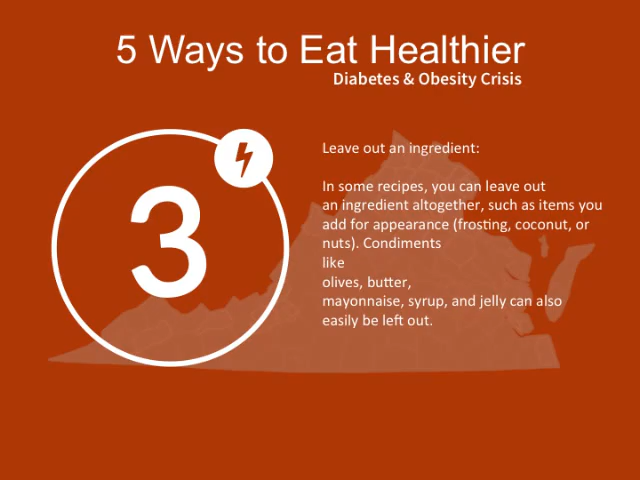 5 Ways to Eat Healthier
Diabetes & Obesity Crisis
3
Leave out an ingredient:
In some recipes, you can leave out
an ingredient altogether, such as items you
add for appearance (frosting, coconut, or
nuts). Condiments
like
olives, butter,
mayonnaise, syrup, and jelly can also
easily be left out.